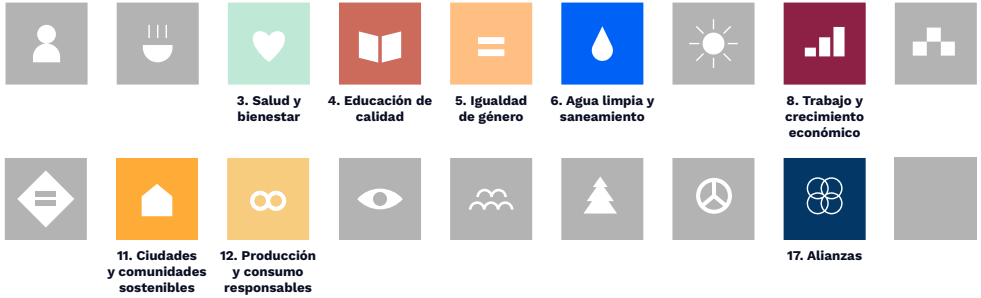 3. Salud y
bienestar
4. Educación de
calidad
5. Igualdad
de género
6. Agua limpia y
saneamiento
8. Trabajo y
crecimiento
económico
11. Ciudades
y comunidades
sostenibles
12. Producción
y consumo
responsables
17. Alianzas